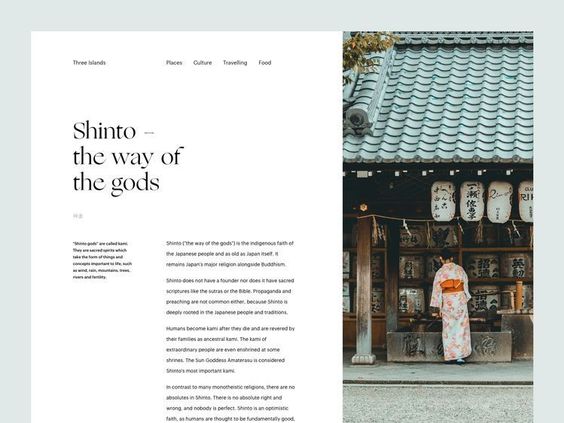 Three Islands
Places Culture Travelling Food
Shinto —
the way of
the gods
"Shinto gods" are called kami.
They are sacred spirits which
take the form of things and
concepts important to life, such
as wind, rain, mountains, trees,
rivers and fertility.
Shinto ("the way of the gods") is the indigenous faith of
the Japanese people and as old as Japan itself. It
remains Japan's major religion alongside Buddhism.
Shinto does not have a founder nor does it have sacred
scriptures like the sutras or the Bible. Propaganda and
preaching are not common either, because Shinto is
deeply rooted in the Japanese people and traditions.
Humans become kami after they die and are revered by
their families as ancestral kami. The kami of
extraordinary people are even enshrined at some
shrines. The Sun Goddess Amaterasu is considered
Shinto's most important kami.
In contrast to many monotheistic religions, there are no
absolutes in Shinto. There is no absolute right and
wrong, and nobody is perfect. Shinto is an optimistic
faith, as humans are thought to be fundamentally good,